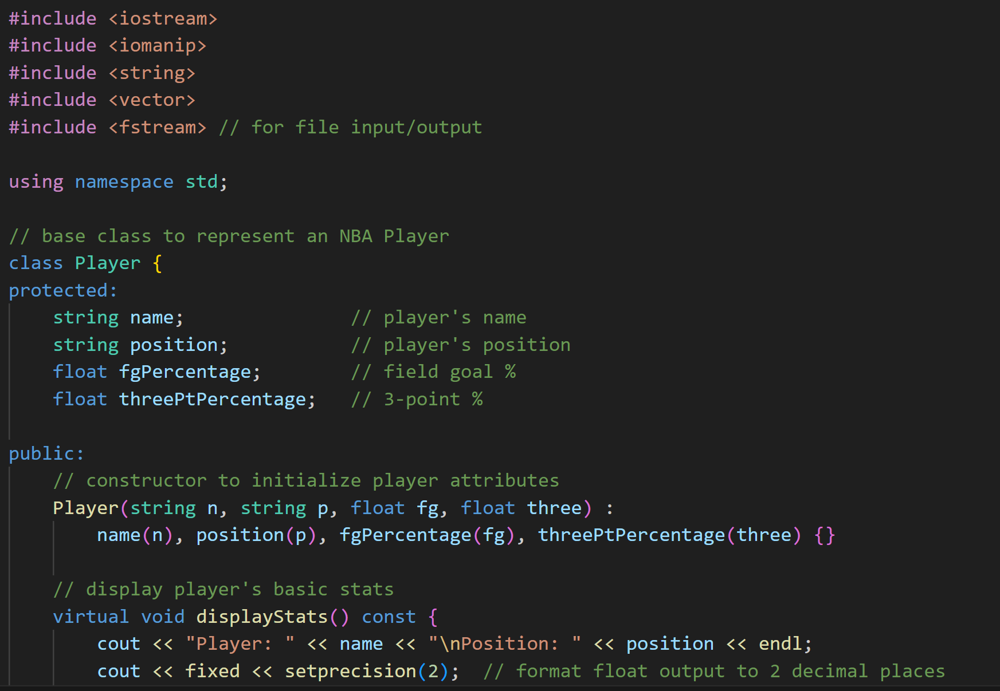 #include <iostream>
#include <iomanip>
#include <string>
#include <vector>
#include <fstream> // for file input/output

using namespace std;

// base class to represent an NBA Player
class Player {
protected:
    string name;               // player's name
    string position;           // player's position
    float fgPercentage;        // field goal %
    float threePtPercentage;   // 3-point %

public:
    // constructor to initialize player attributes
    Player(string n, string p, float fg, float three) :
        name(n), position(p), fgPercentage(fg), threePtPercentage(three) {}

    // display player's basic stats
    virtual void displayStats() const {
        cout << "Player: " << name << "\nPosition: " << position << endl;
        cout << fixed << setprecision(2);  // format float output to 2 decimal places